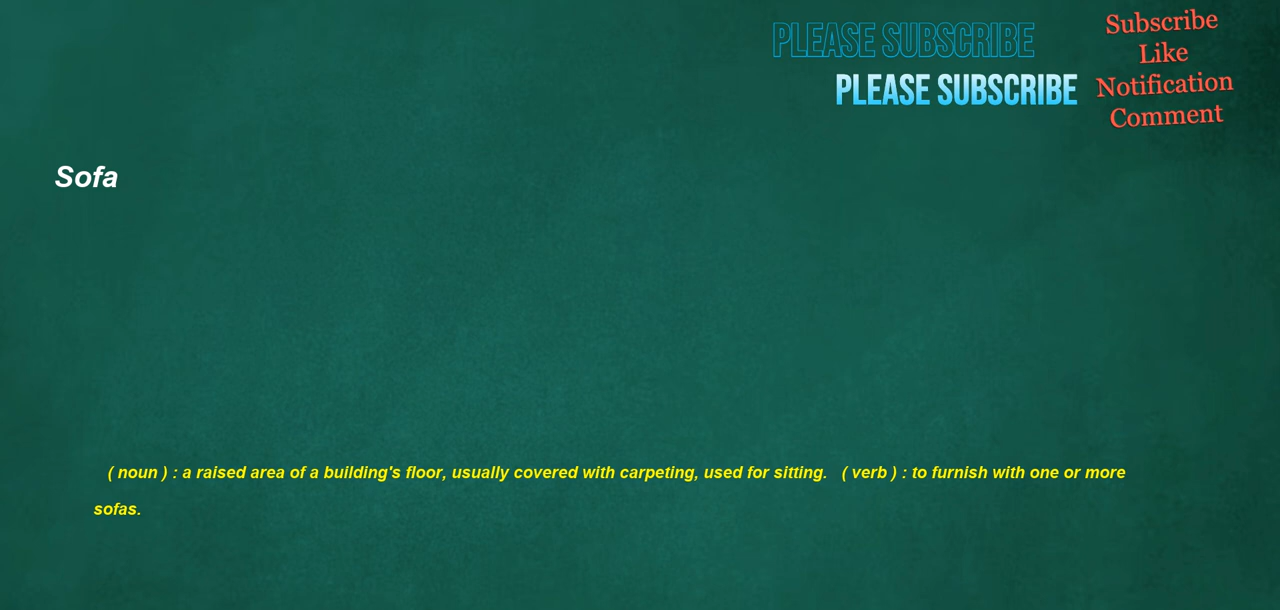 PLEASE SUBSCRIBE
PLEASE SUBSCRIBE
Subscribe
Like
Notification
Comment
Sofa
( noun ) : a raised area of a building's floor, usually covered with carpeting, used for sitting. ( verb ) : to furnish with one or more
sofas.